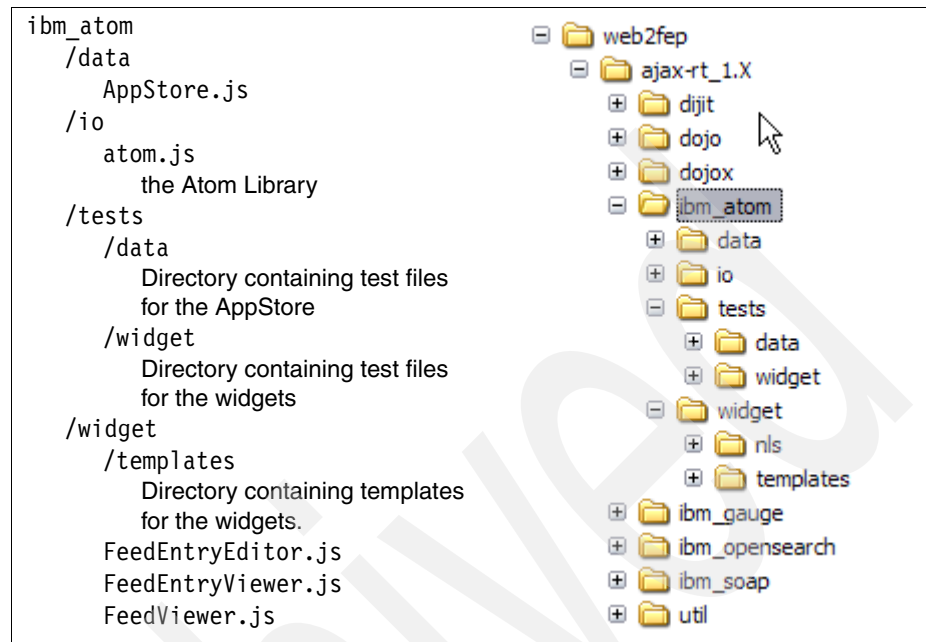 ibm_atom
/data
AppStore.js
/io
atom.js
the Atom Library
/tests
/data
Directory containing test files
for the AppStore
/widget
Directory containing test files
for the widgets
/widget
/templates
Directory containing templates
for the widgets.
FeedEntryEditor.js
FeedEntryViewer.js
FeedViewer.js
web2fep
ajax-rt_1.X
dijit
dojo
dojox
ibm_atom
data
io
tests
data
widget
widget
nls
templates
ibm_gauge
ibm_opensearch
ibm_soap
util